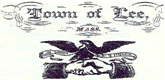 Town of Lee,
MASS.